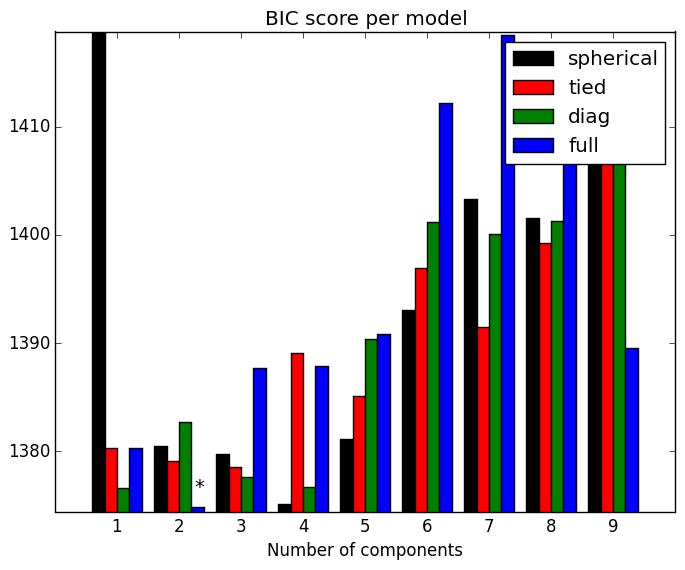 BIC score per model
spherical
tied
diag
full
1410
1400
1390
1380
*
1 2 3 4 5 6 7 8 9
Number of components